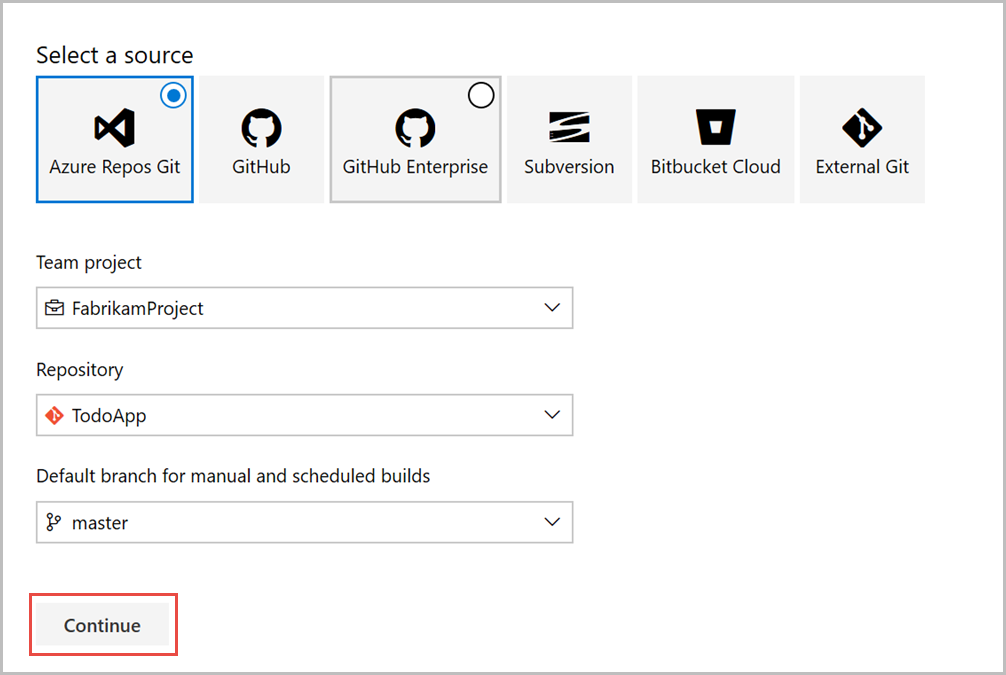 Select a source
Azure Repos Git
GitHub
GitHub Enterprise
Subversion
Bitbucket Cloud
External Git
Team project
FabrikamProject
Repository
TodoApp
Default branch for manual and scheduled builds
master
Continue